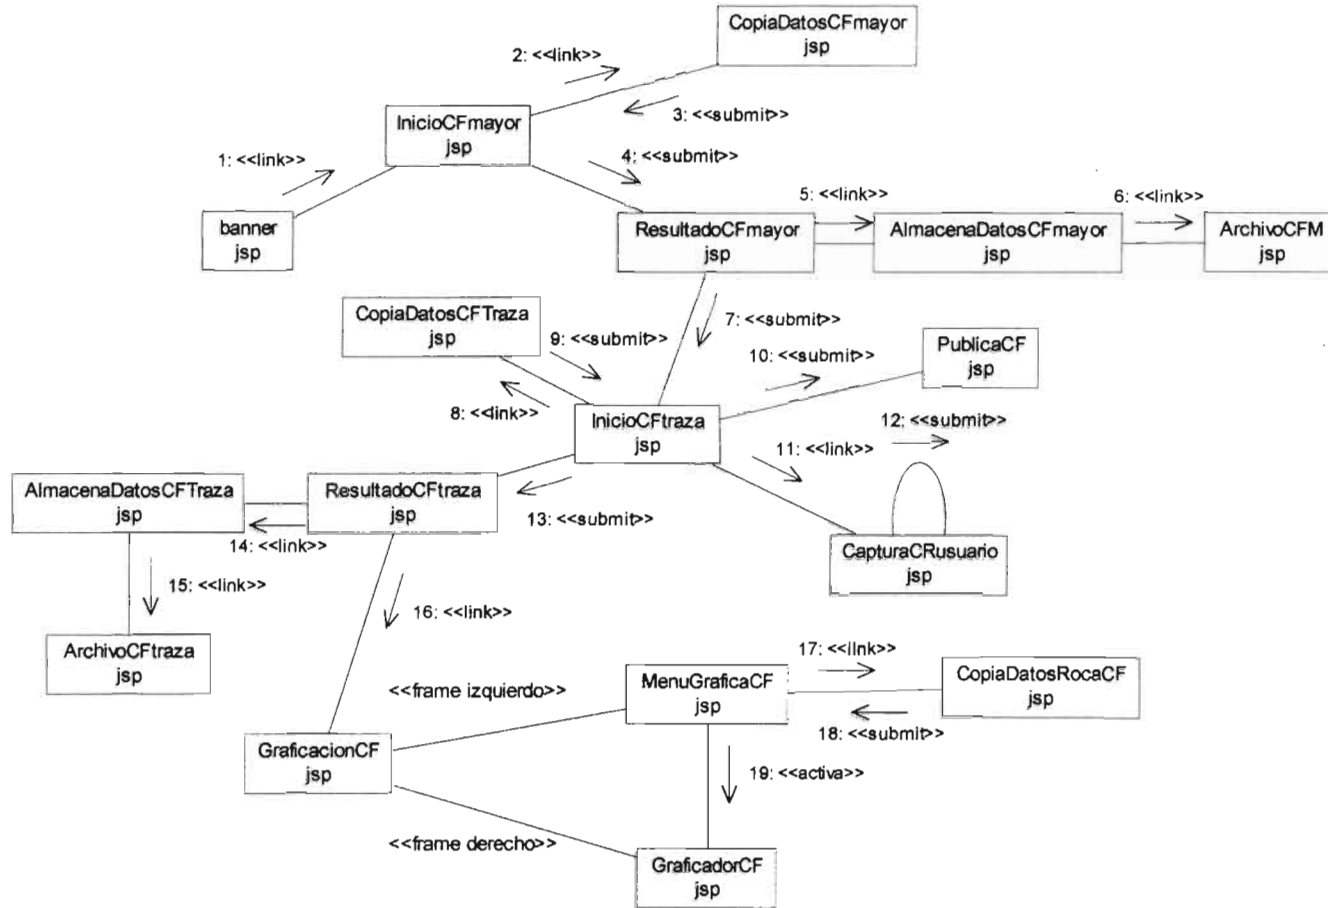 CopiaDatosCFmayor
jsp
2: <<link>>
3: <<submit>>
InicioCFmayor
jsp
1: <<link>>
4: <<submit>>
banner
jsp
ResultadoCFmayor
jsp
5: <<link>>
AlmacenaDatosCFmayor
jsp
6: <<link>>
ArchivoCFM
jsp
CopiaDatosCFTraza
jsp
9: <<submit>>
7: <<submit>>
10: <<submit>>
PublicaCF
jsp
8: <<link>>
InicioCFtraza
jsp
11: <<link>>
12: <<submit>>
AlmacenaDatosCFTraza
jsp
ResultadoCFtraza
jsp
13: <<submit>>
14: <<link>>
CapturaCRusuario
jsp
15: <<link>>
16: <<link>>
ArchivoCFtraza
jsp
<<frame izquierdo>>
MenuGraficaCF
jsp
17: <<link>>
CopiaDatosRocaCF
jsp
18: <<submit>>
GraficacionCF
jsp
19: <<activa>>
<<frame derecho>>
GraficadorCF
jsp